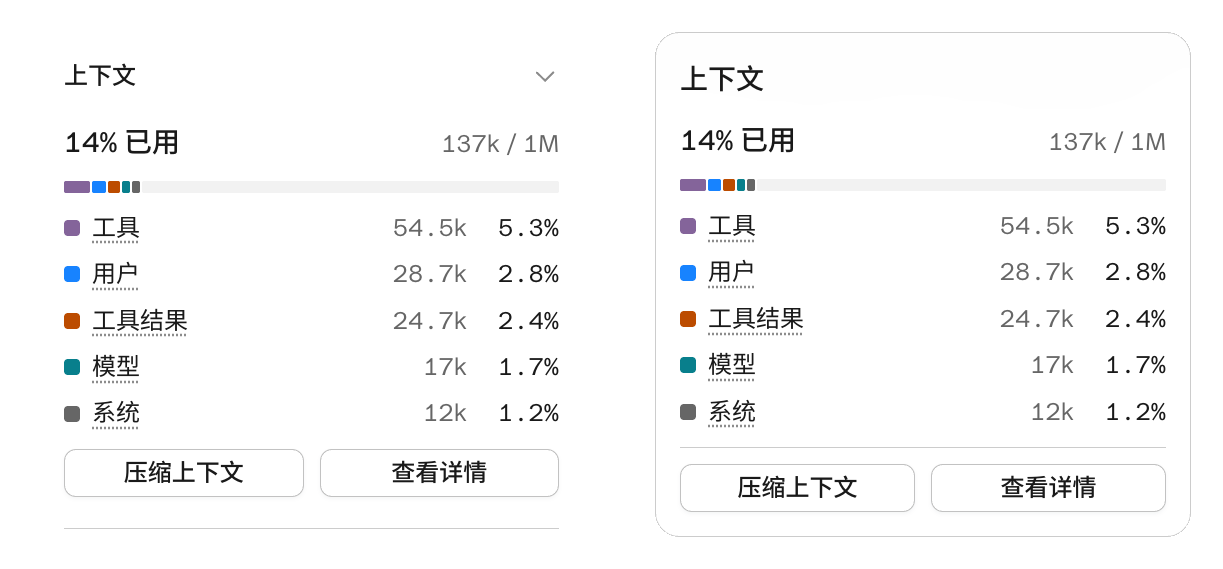 上下文
14% 已用 137k / 1M
工具 54.5k 5.3%
用户 28.7k 2.8%
工具结果 24.7k 2.4%
模型 17k 1.7%
系统 12k 1.2%
压缩上下文 查看详情
上下文
14% 已用 137k / 1M
工具 54.5k 5.3%
用户 28.7k 2.8%
工具结果 24.7k 2.4%
模型 17k 1.7%
系统 12k 1.2%
压缩上下文 查看详情